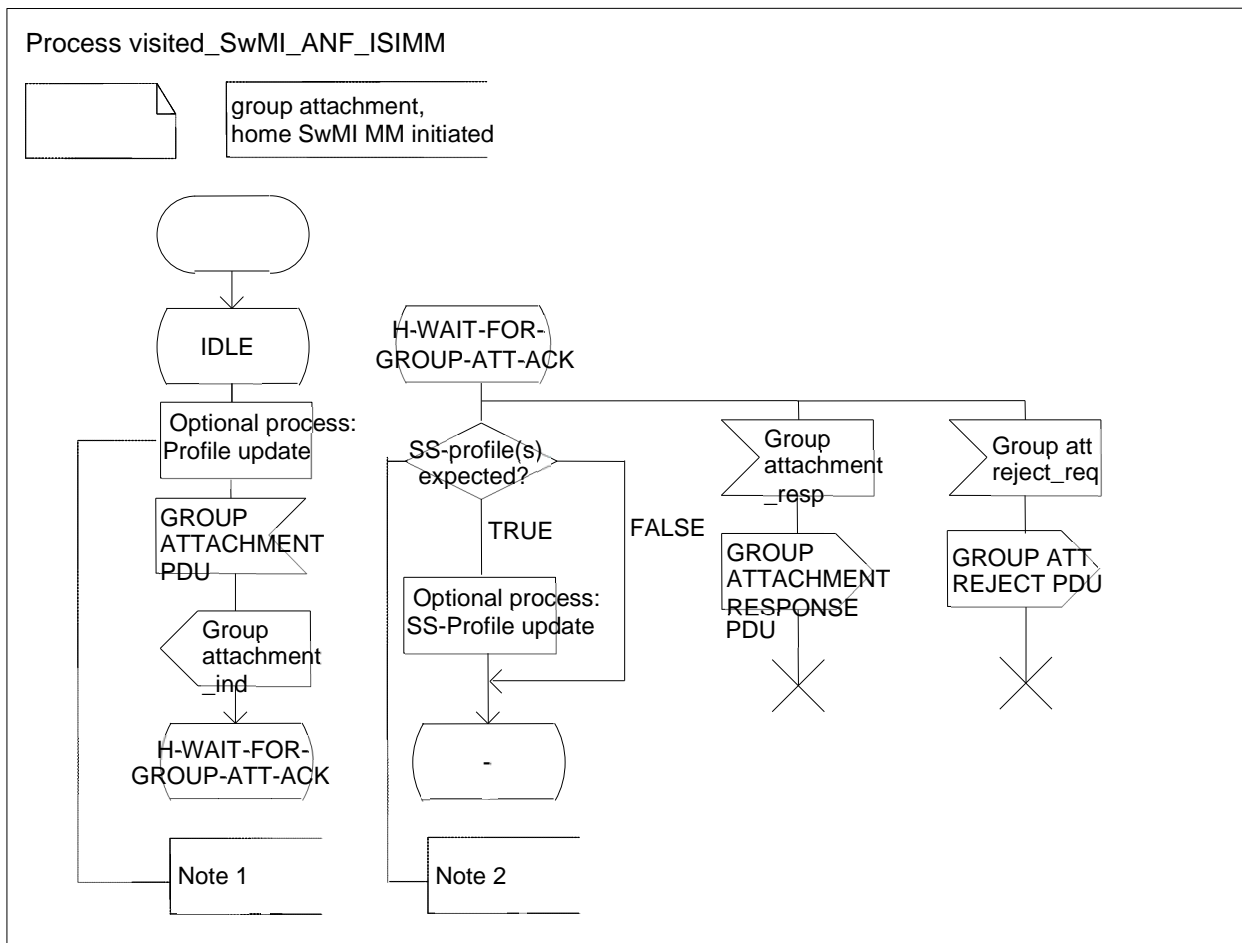 Process visited_SwMI_ANF_ISIMM
group attachment,
home SwMI MM initiated
IDLE
Optional process:
Profile update
GROUP
ATTACHMENT
PDU
Group
attachment
_ind
H-WAIT-FOR-
GROUP-ATT-ACK
Note 1
H-WAIT-FOR-
GROUP-ATT-ACK
SS-profile(s)
expected?
TRUE
FALSE
Optional process:
SS-Profile update
-
Note 2
Group
attachment
_resp
GROUP
ATTACHMENT
RESPONSE
PDU
Group att
reject_req
GROUP ATT
REJECT PDU